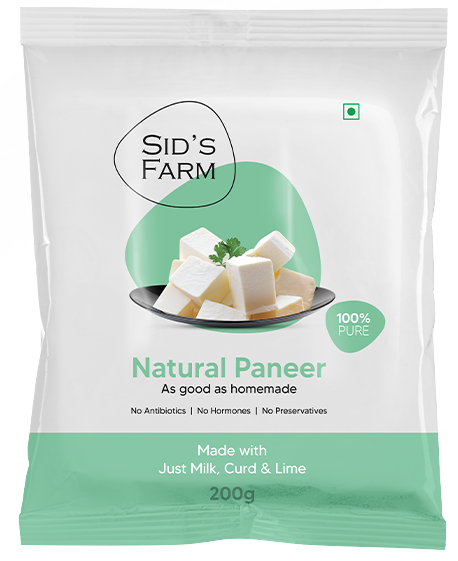 SID'S
FARM
100%
PURE
Natural Paneer
As good as homemade
No Antibiotics | No Hormones | No Preservatives
Made with
Just Milk, Curd & Lime
200g